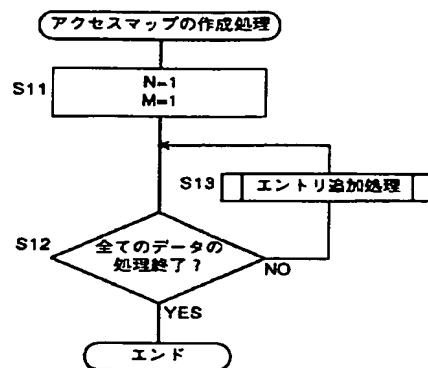 アクセスマップの作成処理
S11
N=1
M=1
S13
エントリ追加処理
S12
全てのデータの
処理終了?
NO
YES
エンド